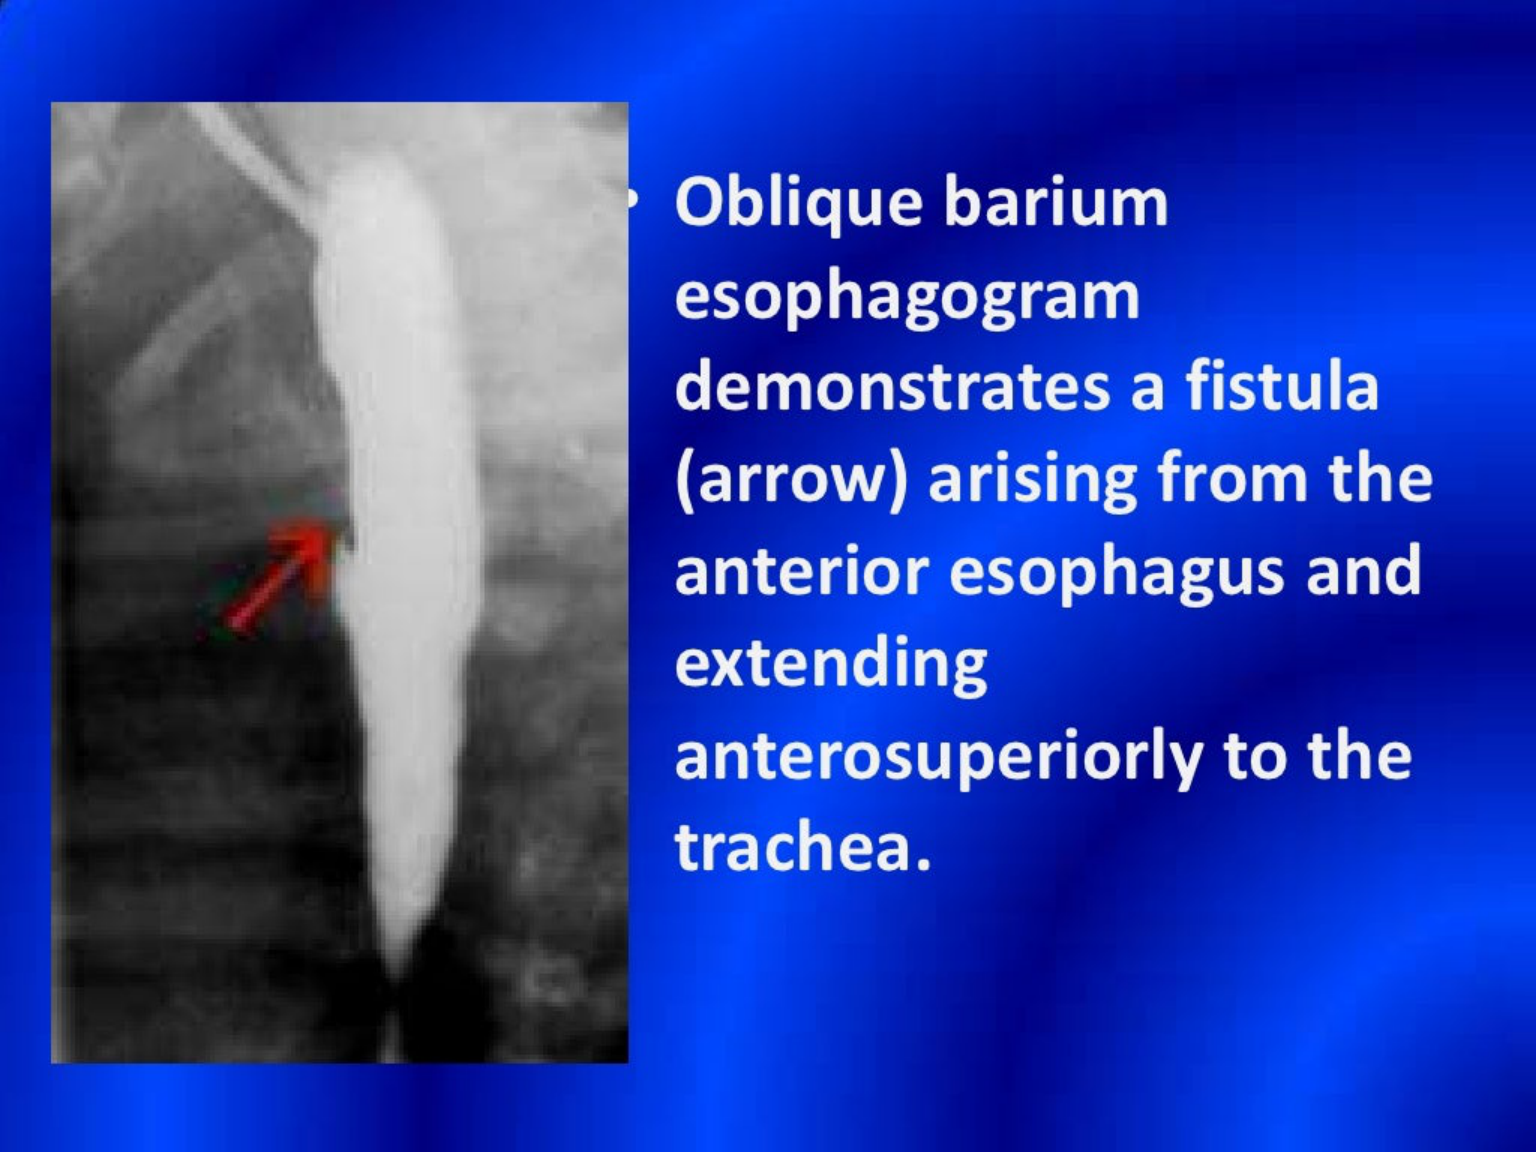 • Oblique barium
esophagogram
demonstrates a fistula
(arrow) arising from the
anterior esophagus and
extending
anterosuperiorly to the
trachea.